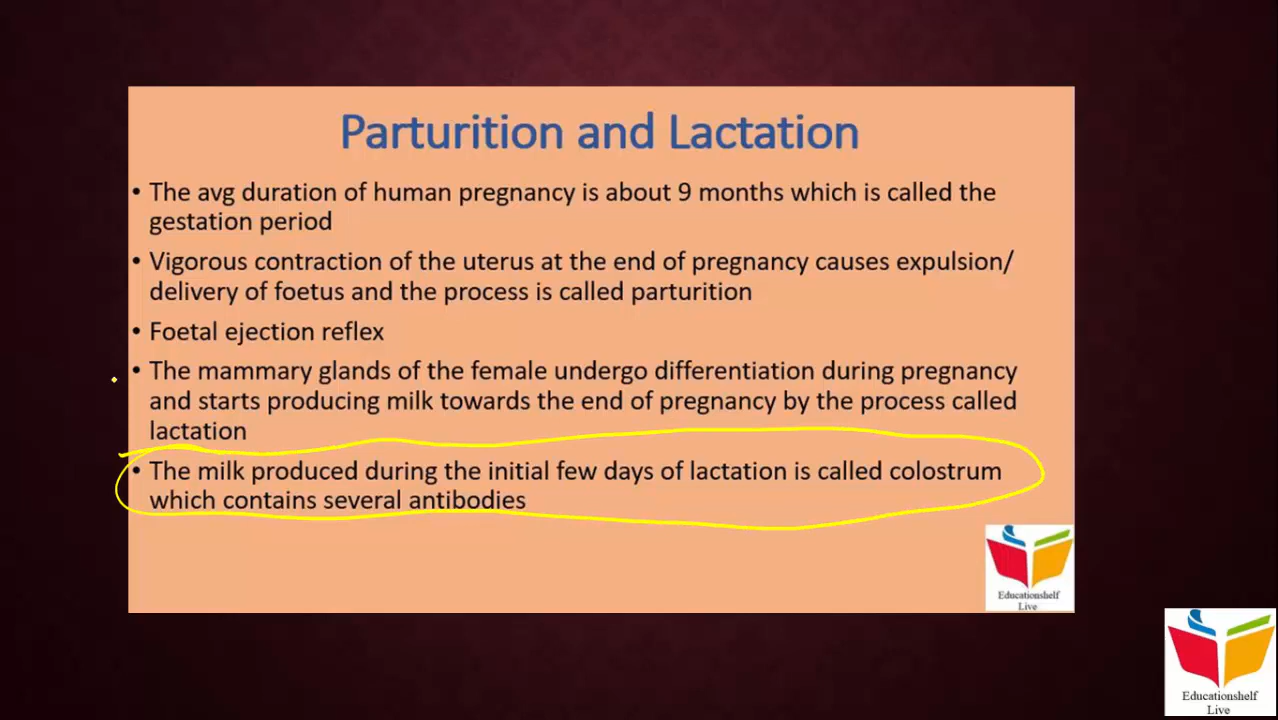 Parturition and Lactation
• The avg duration of human pregnancy is about 9 months which is called the
gestation period
• Vigorous contraction of the uterus at the end of pregnancy causes expulsion/
delivery of foetus and the process is called parturition
• Foetal ejection reflex
• The mammary glands of the female undergo differentiation during pregnancy
and starts producing milk towards the end of pregnancy by the process called
lactation
• The milk produced during the initial few days of lactation is called colostrum
which contains several antibodies
Educationshelf
Live
Educationshelf
Live